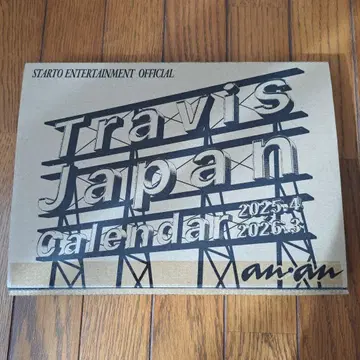 STARTO ENTERTAINMENT OFFICIAL
Travis
Japan
Calendar 2025.4
2026.3
an·an